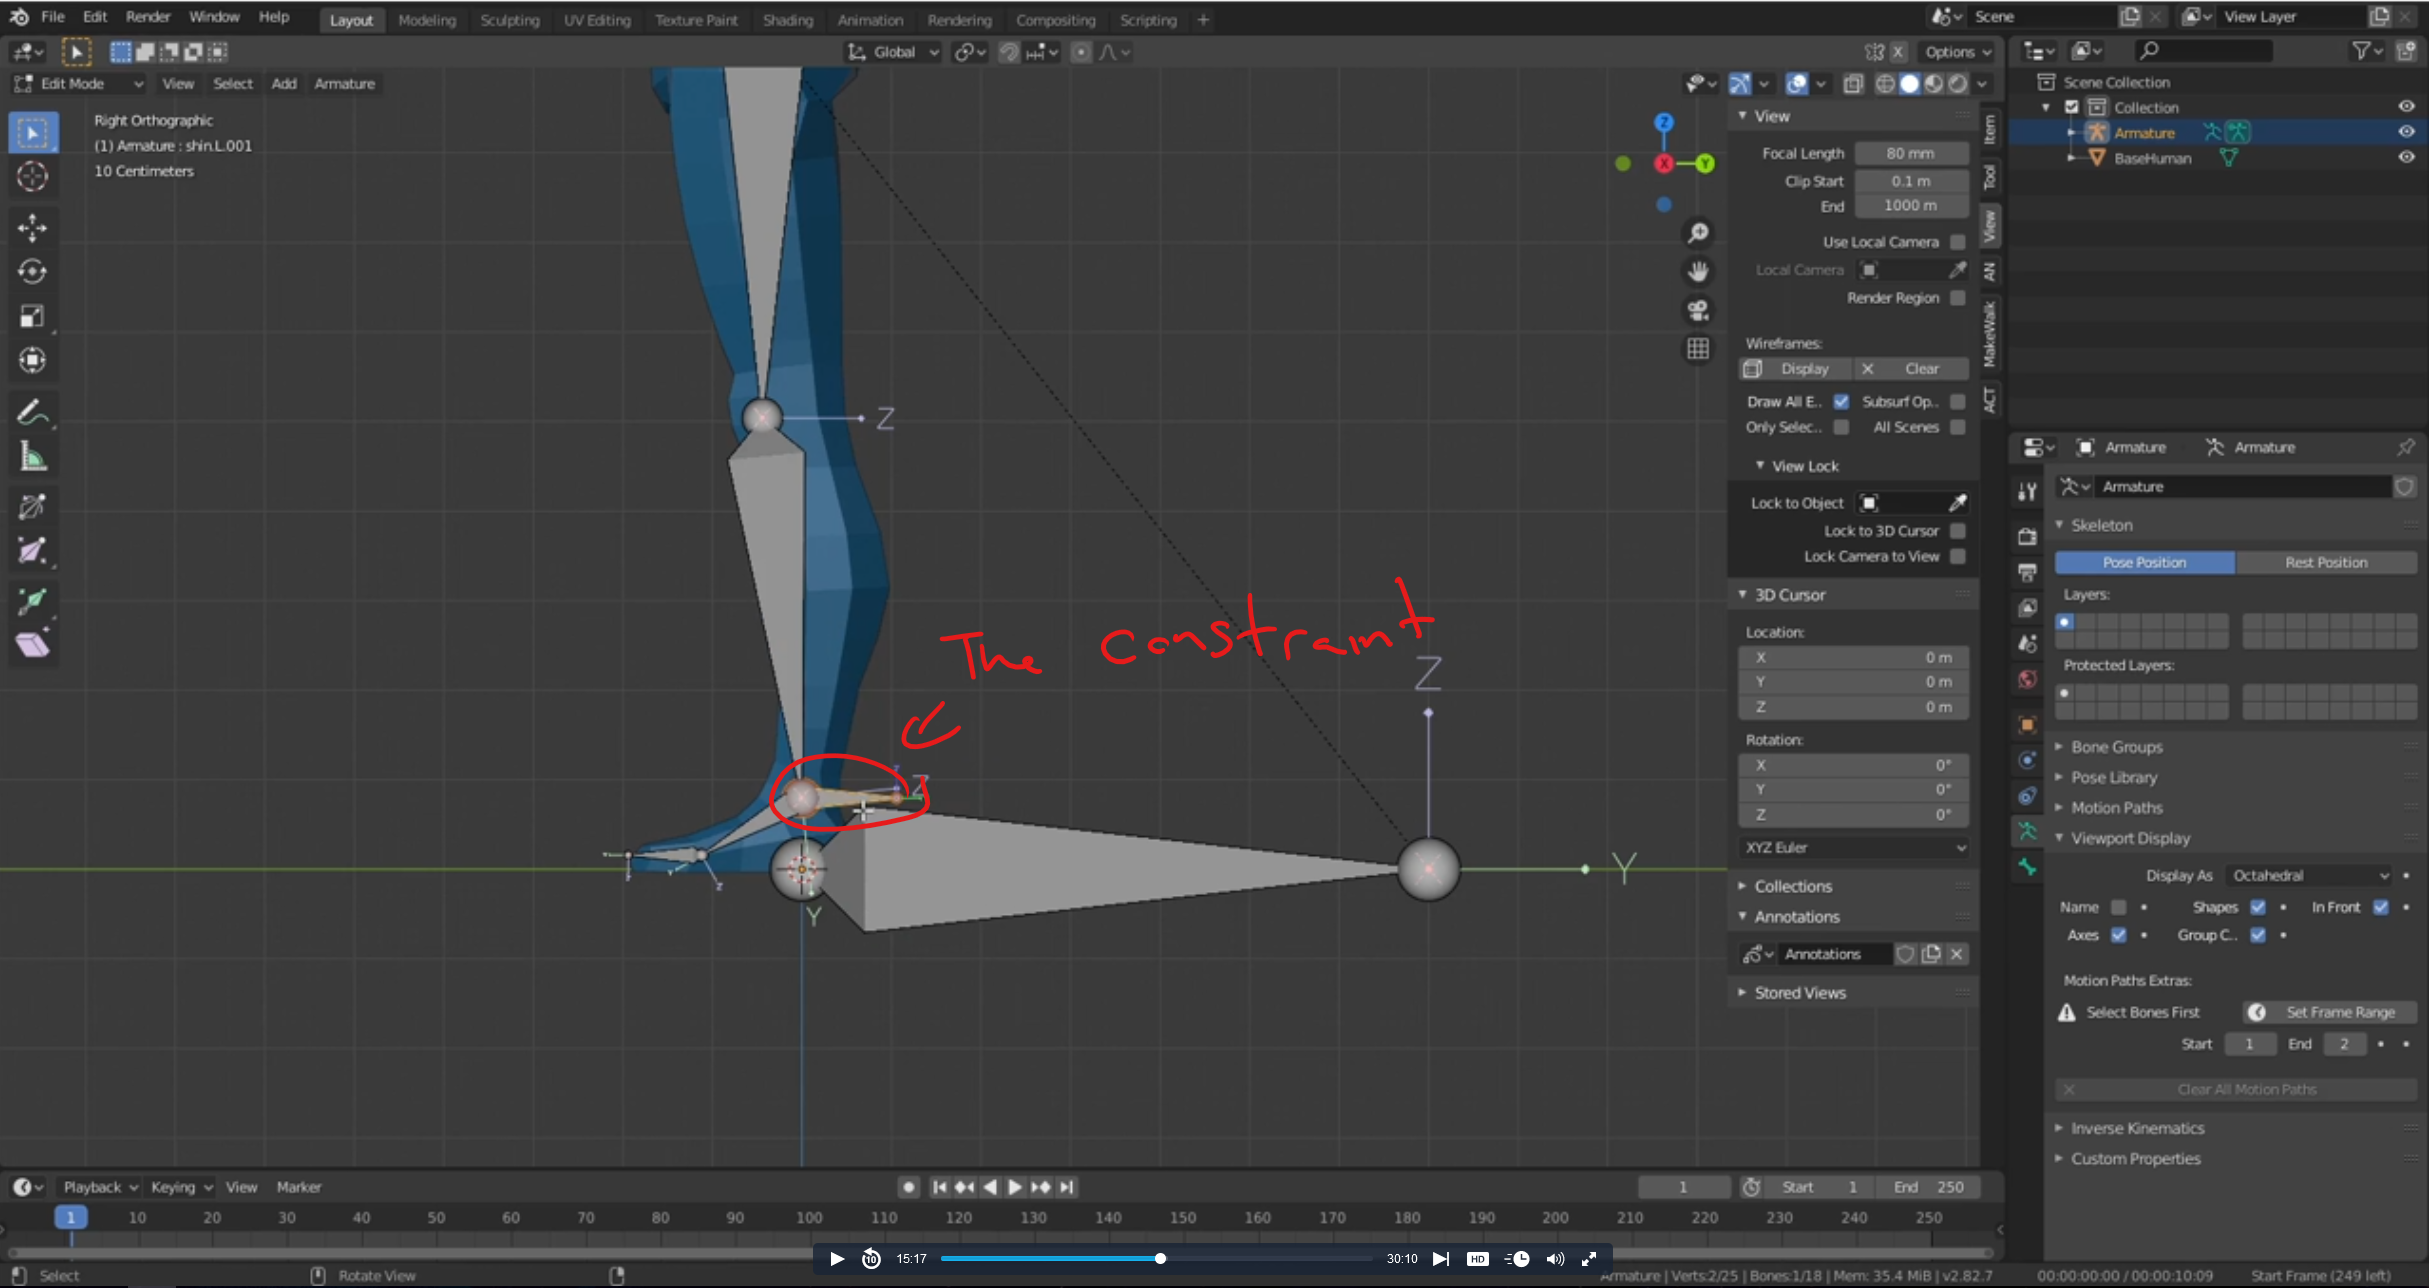 File Edit Render Window Help Layout Modeling Sculpting UV Editing Texture Paint Shading Animation Rendering Compositing Scripting + Scene View Layer
Global Options
Edit Mode View Select Add Armature
Right Orthographic
(1) Armature : shin.L.001
10 Centimeters
Z
X
Y
Z
The constraint
Z
Z
Y
Y
View
Focal Length 80 mm
Clip Start 0.1 m
End 1000 m
Use Local Camera
Local Camera
Render Region
Wireframes:
Display Clear
Draw All E.. Subsurf Op..
Only Selec.. All Scenes
View Lock
Lock to Object
Lock to 3D Cursor
Lock Camera to View
3D Cursor
Location:
X 0 m
Y 0 m
Z 0 m
Rotation:
X 0°
Y 0°
Z 0°
XYZ Euler
Collections
Annotations
Annotations
Stored Views
Item
Tool
View
AN
MakeWalk
ACT
Scene Collection
Collection
Armature
BaseHuman
Armature Armature
Armature
Skeleton
Pose Position Rest Position
Layers:
Protected Layers:
Bone Groups
Pose Library
Motion Paths
Viewport Display
Display As Octahedral
Name Shapes In Front
Axes Group C..
Motion Paths Extras:
Select Bones First Set Frame Range
Start 1 End 2
Clear All Motion Paths
Inverse Kinematics
Custom Properties
Playback Keying View Marker 1 Start 1 End 250
1 10 20 30 40 50 60 70 80 90 100 110 120 130 140 150 160 170 180 190 200 210 220 230 240 250
10 15:17 30:10 HD
Select Rotate View Armature | Verts:2/25 | Bones:1/18 | Mem: 35.4 MiB | v2.82.7 00:00:00:00 / 00:00:10:09 Start Frame (249 left)